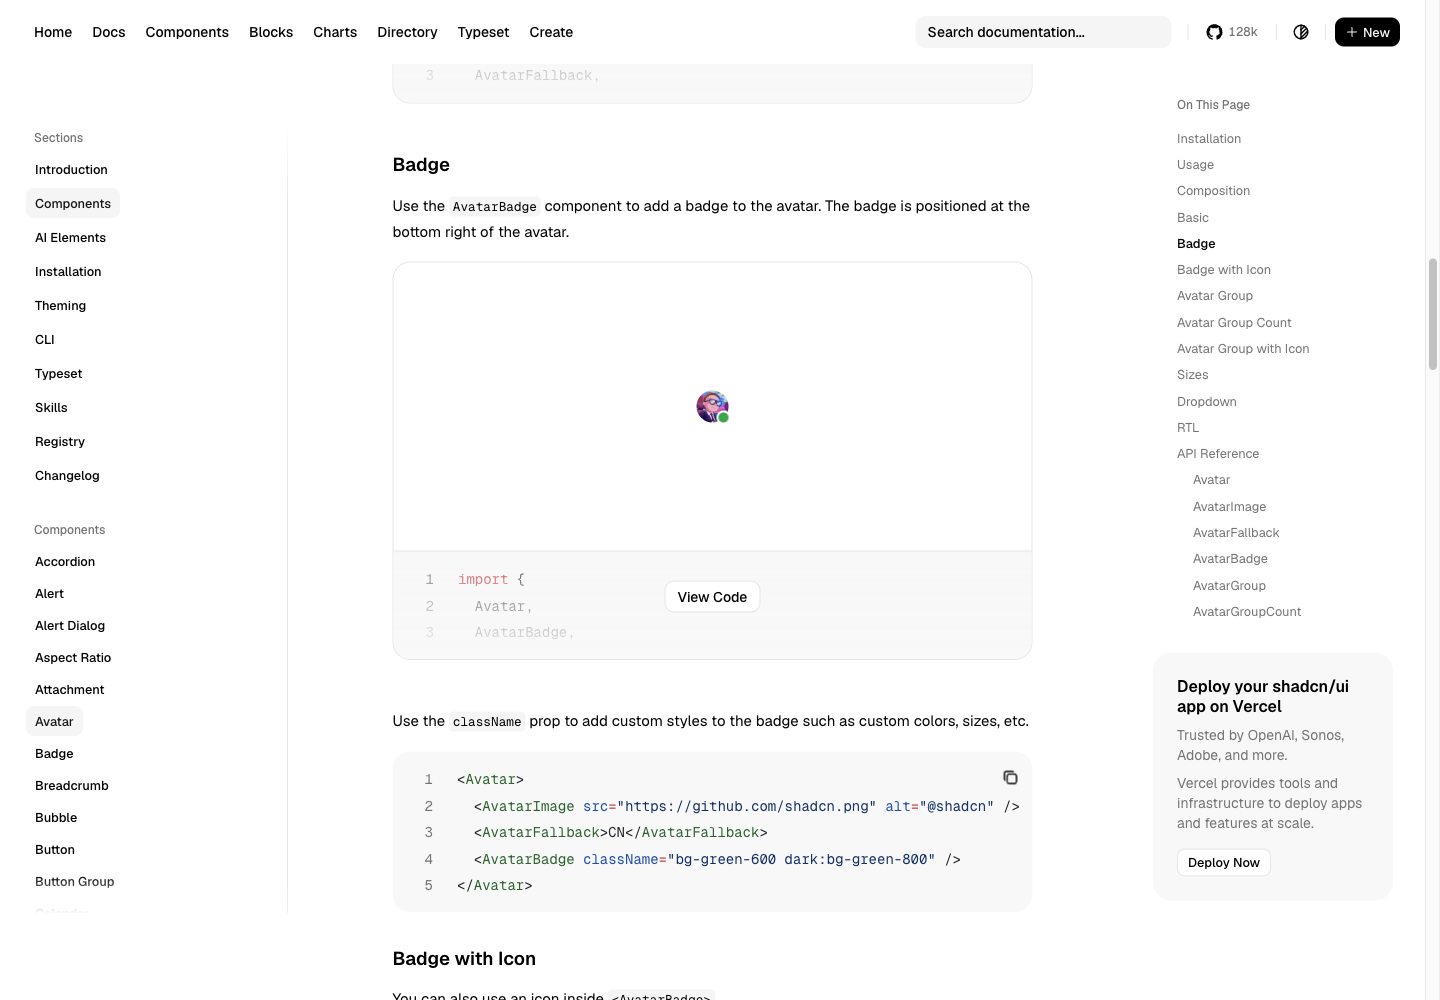 Home Docs Components Blocks Charts Directory Typeset Create
Search documentation...
128k
New
Sections
Introduction
Components
AI Elements
Installation
Theming
CLI
Typeset
Skills
Registry
Changelog
Components
Accordion
Alert
Alert Dialog
Aspect Ratio
Attachment
Avatar
Badge
Breadcrumb
Bubble
Button
Button Group
Calendar
3 AvatarFallback,
Badge
Use the AvatarBadge component to add a badge to the avatar. The badge is positioned at the
bottom right of the avatar.
1 import {
2 Avatar,
3 AvatarBadge,
View Code
Use the className prop to add custom styles to the badge such as custom colors, sizes, etc.
1 <Avatar>
2 <AvatarImage src="https://github.com/shadcn.png" alt="@shadcn" />
3 <AvatarFallback>CN</AvatarFallback>
4 <AvatarBadge className="bg-green-600 dark:bg-green-800" />
5 </Avatar>
Badge with Icon
You can also use an icon inside <AvatarBadge>
On This Page
Installation
Usage
Composition
Basic
Badge
Badge with Icon
Avatar Group
Avatar Group Count
Avatar Group with Icon
Sizes
Dropdown
RTL
API Reference
Avatar
AvatarImage
AvatarFallback
AvatarBadge
AvatarGroup
AvatarGroupCount
Deploy your shadcn/ui
app on Vercel
Trusted by OpenAI, Sonos,
Adobe, and more.
Vercel provides tools and
infrastructure to deploy apps
and features at scale.
Deploy Now